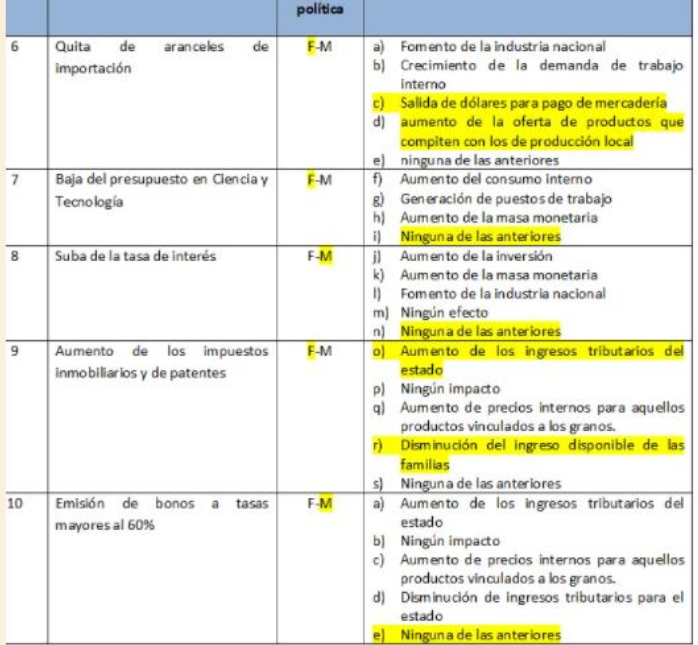 política
6 Quita de aranceles de importación F-M
a) Fomento de la industria nacional
b) Crecimiento de la demanda de trabajo
interno
c) Salida de dólares para pago de mercadería
d) aumento de la oferta de productos que
compiten con los de producción local
e) ninguna de las anteriores
7 Baja del presupuesto en Ciencia y
Tecnología
F-M
f) Aumento del consumo interno
g) Generación de puestos de trabajo
h) Aumento de la masa monetaria
i) Ninguna de las anteriores
8 Suba de la tasa de interés F-M
j) Aumento de la inversión
k) Aumento de la masa monetaria
l) Fomento de la industria nacional
m) Ningún efecto
n) Ninguna de las anteriores
9 Aumento de los impuestos
inmobiliarios y de patentes
F-M
o) Aumento de los ingresos tributarios del
estado
p) Ningún impacto
q) Aumento de precios internos para aquellos
productos vinculados a los granos.
r) Disminución del ingreso disponible de las
familias
s) Ninguna de las anteriores
10 Emisión de bonos a tasas
mayores al 60%
F-M
a) Aumento de los ingresos tributarios del
estado
b) Ningún impacto
c) Aumento de precios internos para aquellos
productos vinculados a los granos.
d) Disminución de ingresos tributarios para el
estado
e) Ninguna de las anteriores